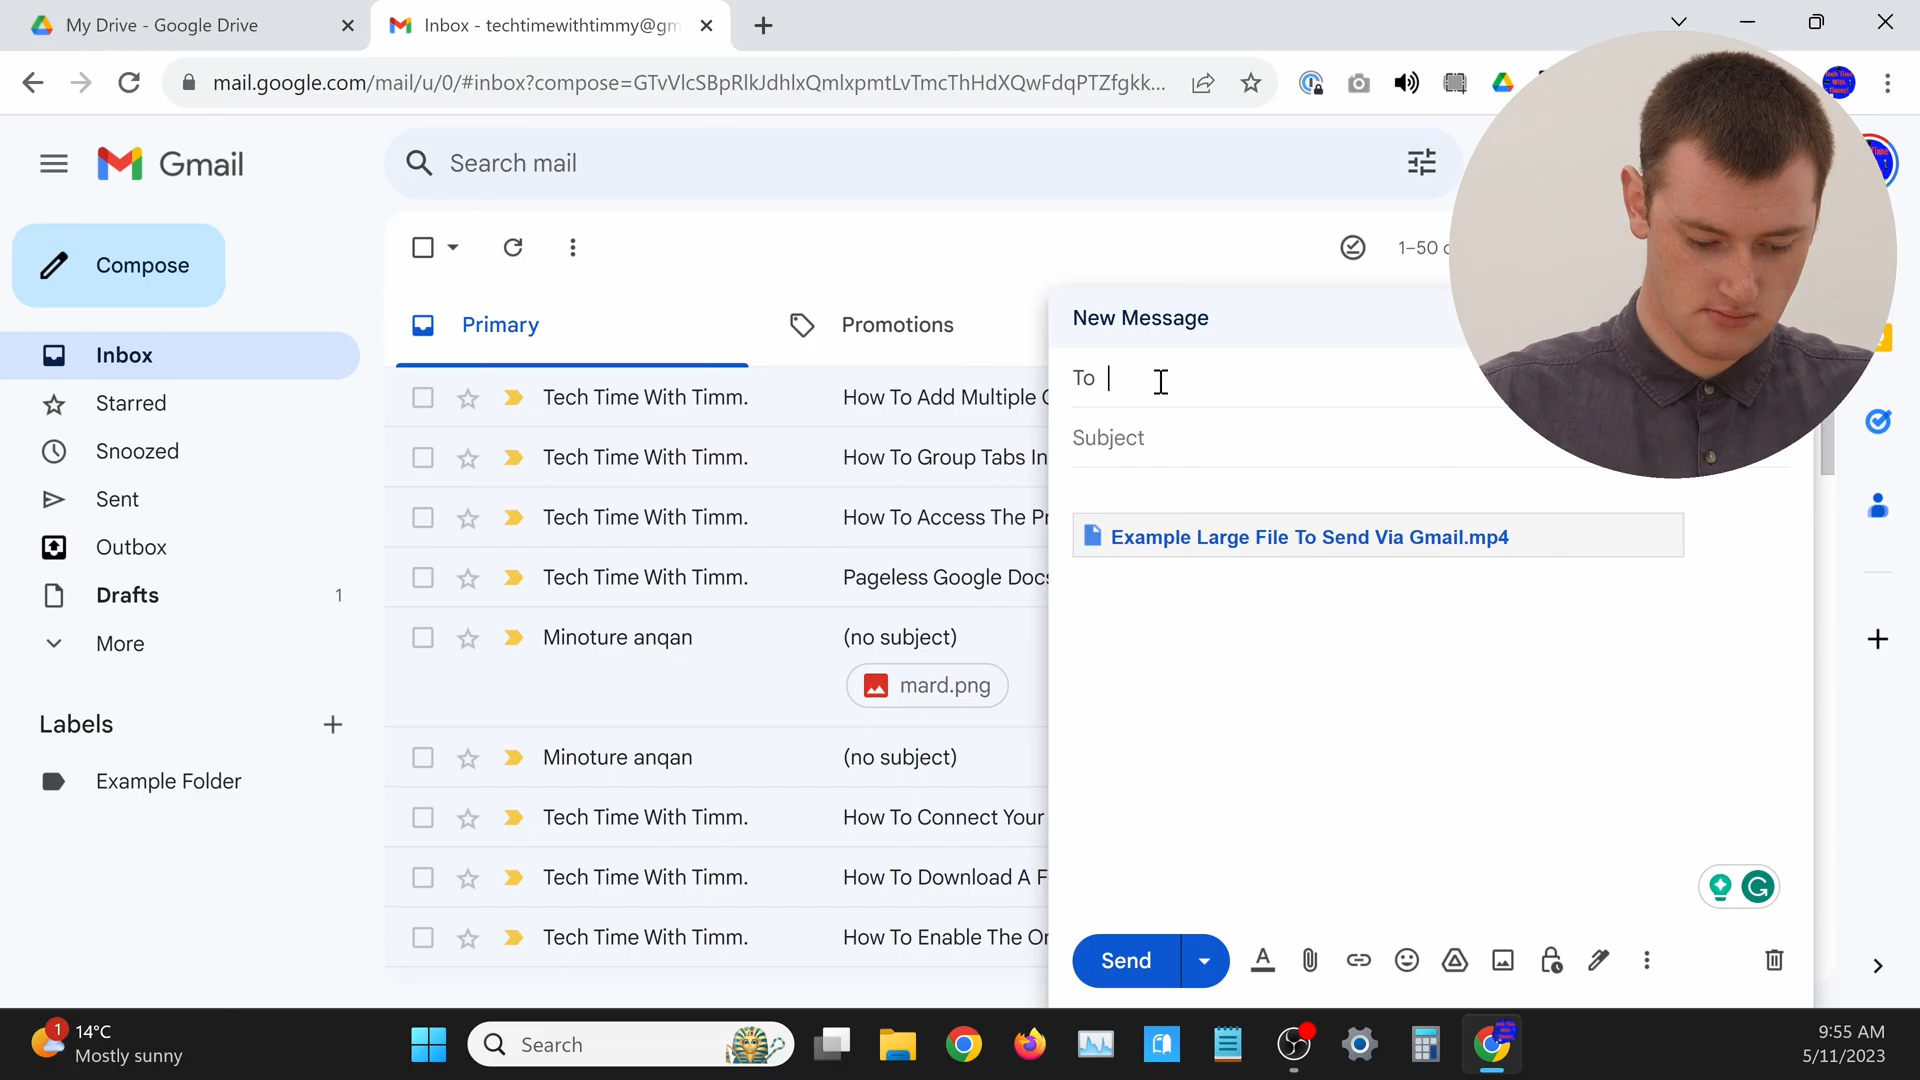 My Drive - Google Drive
Inbox - techtimewithtimmy@gm
mail.google.com/mail/u/0/#inbox?compose=GTvVlcSBpRlkJdhlxQmlxpmtLvTmcThHdXQwFdqPTZfgkk...
Gmail
Search mail
Compose
1–50
Primary
Promotions
New Message
Inbox
To
Starred
Tech Time With Timm.
How To Add Multiple
Subject
Snoozed
Tech Time With Timm.
How To Group Tabs In
Sent
Tech Time With Timm.
How To Access The
Example Large File To Send Via Gmail.mp4
Outbox
Tech Time With Timm.
Pageless Google Docs
Drafts
1
More
Minoture anqan
(no subject)
mard.png
Labels
Example Folder
Minoture anqan
(no subject)
Tech Time With Timm.
How To Connect Your
Tech Time With Timm.
How To Download A
Tech Time With Timm.
How To Enable The
Send
1
14°C
Mostly sunny
Search
9:55 AM
5/11/2023